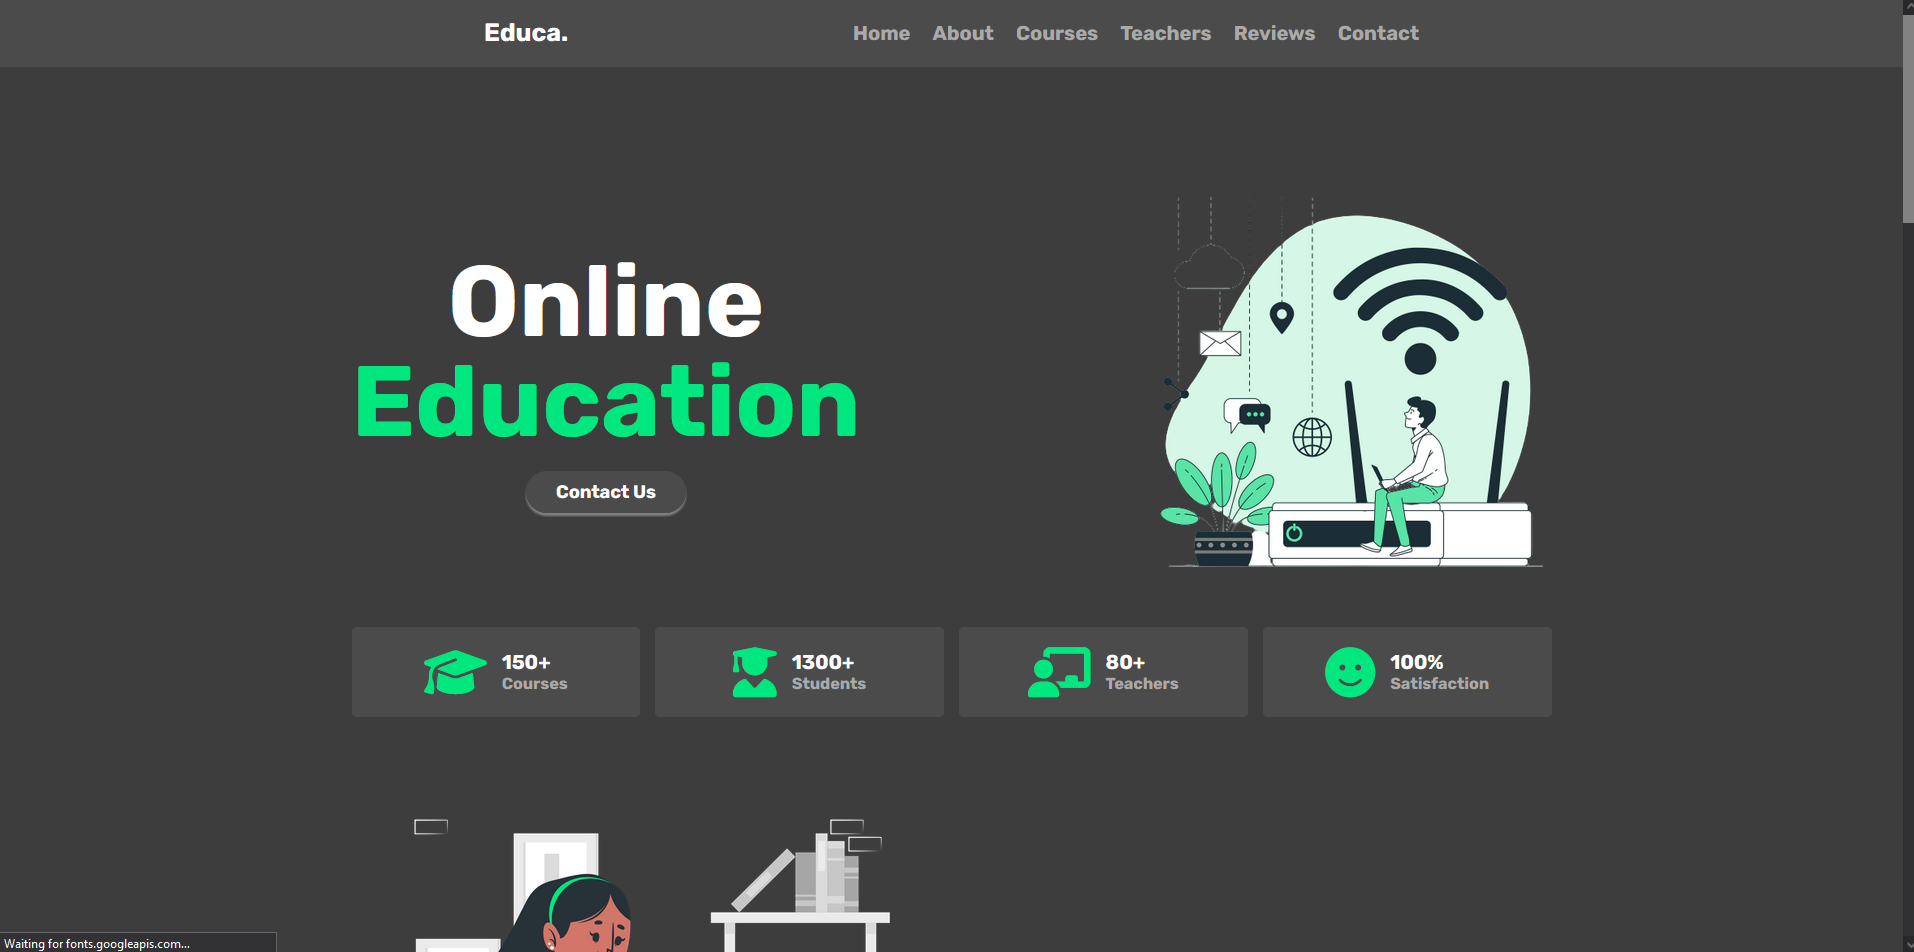 Educa.
Home About Courses Teachers Reviews Contact
Online
Education
Contact Us
150+
Courses
1300+
Students
80+
Teachers
100%
Satisfaction
Waiting for fonts.googleapis.com...